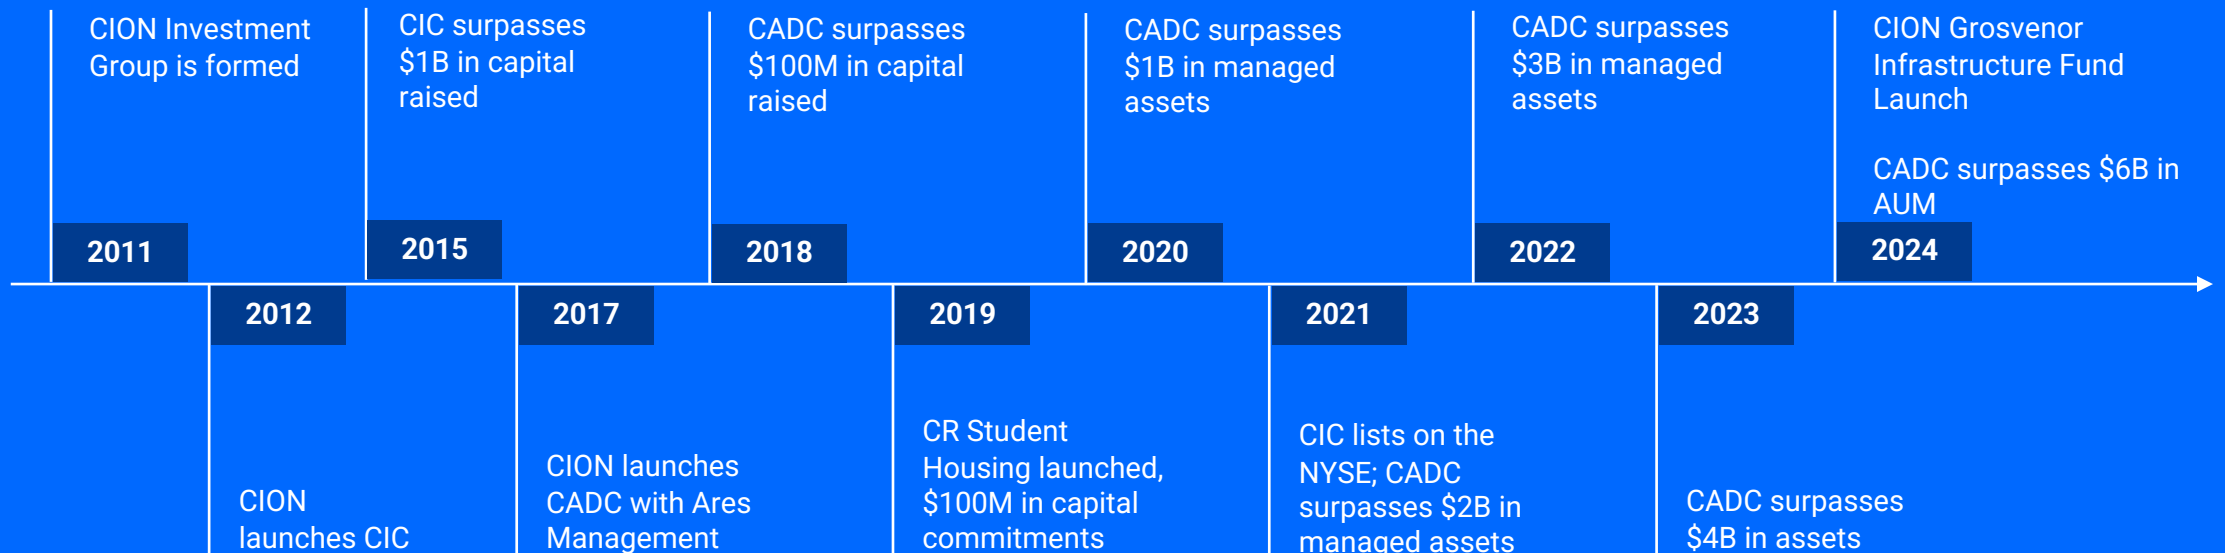 CION Investment
Group is formed
2011
CION
launches CIC
2012
CIC surpasses
$1B in capital
raised
2015
CION launches
CADC with Ares
Management
2017
CADC surpasses
$100M in capital
raised
2018
CR Student
Housing launched,
$100M in capital
commitments
2019
CADC surpasses
$1B in managed
assets
2020
CIC lists on the
NYSE; CADC
surpasses $2B in
managed assets
2021
CADC surpasses
$3B in managed
assets
2022
CADC surpasses
$4B in assets
2023
CION Grosvenor
Infrastructure Fund
Launch
CADC surpasses $6B in
AUM
2024